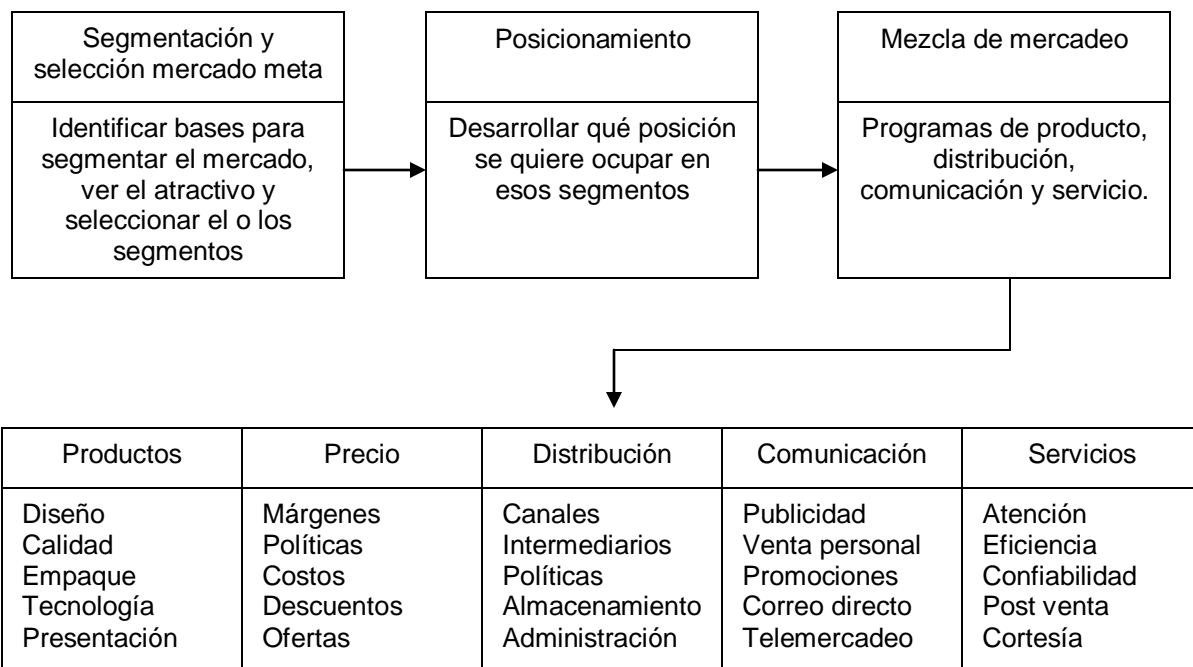 Segmentación y
selección mercado meta
Identificar bases para
segmentar el mercado,
ver el atractivo y
seleccionar el o los
segmentos
Posicionamiento
Desarrollar qué posición
se quiere ocupar en
esos segmentos
Mezcla de mercadeo
Programas de producto,
distribución,
comunicación y servicio.
Productos
Diseño
Calidad
Empaque
Tecnología
Presentación
Precio
Márgenes
Políticas
Costos
Descuentos
Ofertas
Distribución
Canales
Intermediarios
Políticas
Almacenamiento
Administración
Comunicación
Publicidad
Venta personal
Promociones
Correo directo
Telemercadeo
Servicios
Atención
Eficiencia
Confiabilidad
Post venta
Cortesía